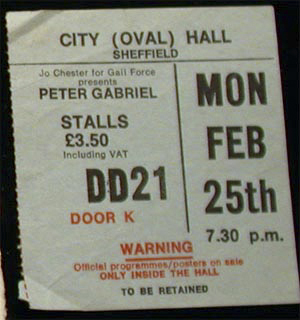 CITY (OVAL) HALL
SHEFFIELD
Jo Chester for Gail Force
presents
PETER GABRIEL
STALLS
£3.50
Including VAT
DD21
DOOR K
MON
FEB
25th
7.30 p.m.
WARNING
Official programmes/posters on sale
ONLY INSIDE THE HALL
TO BE RETAINED